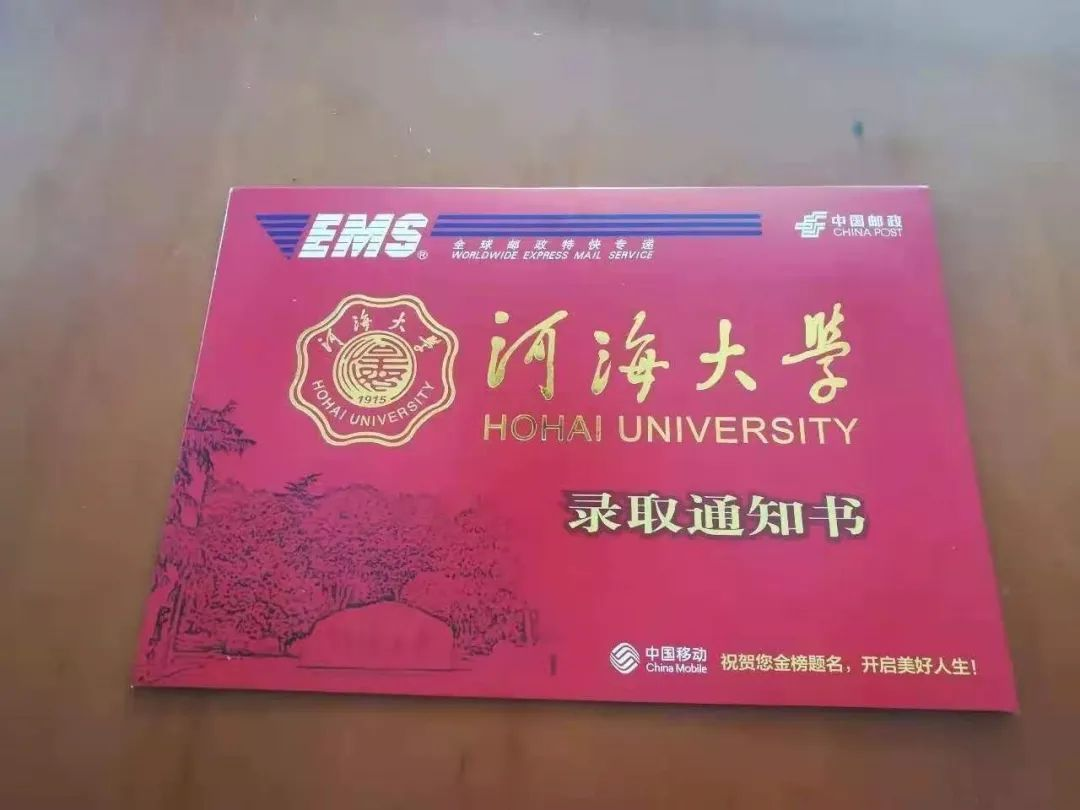 EMS®
全球邮政特快专递
WORLDWIDE EXPRESS MAIL SERVICE
中国邮政
CHINA POST
河海大學
1915
HOHAI UNIVERSITY
河海大學
HOHAI UNIVERSITY
录取通知书
中国移动
China Mobile
祝贺您金榜题名，开启美好人生！